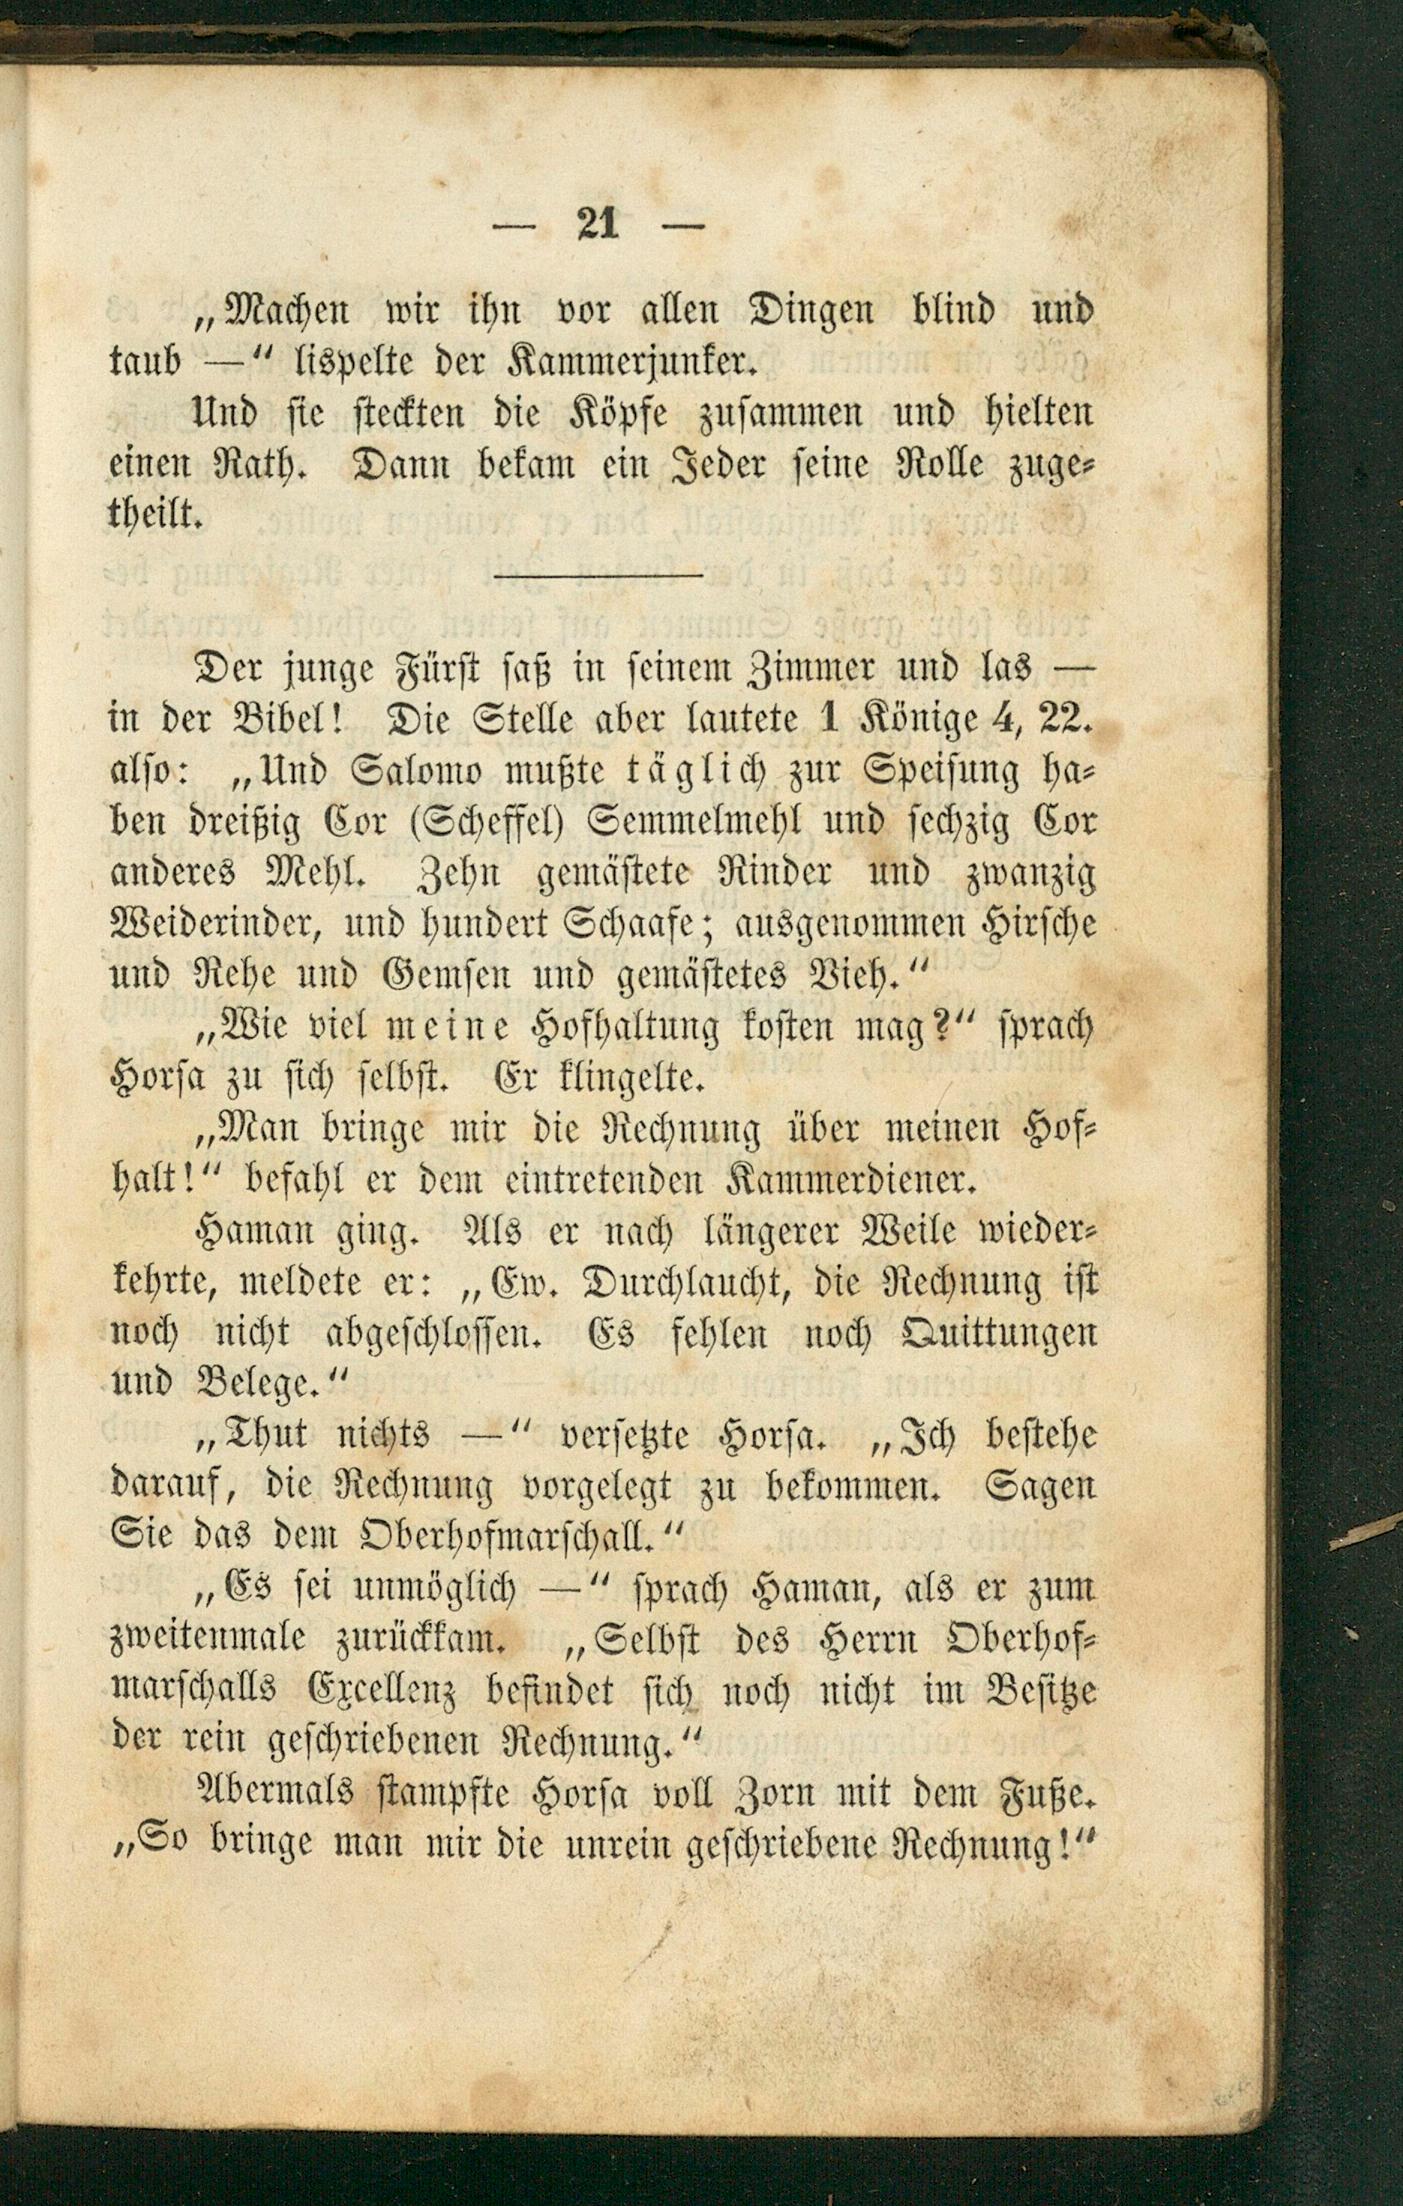 — 21 —
„Machen wir ihn vor allen Dingen blind und
taub —“ lispelte der Kammerjunker.
Und sie steckten die Köpfe zusammen und hielten
einen Rath. Dann bekam ein Jeder seine Rolle zuge-
theilt.
Der junge Fürst saß in seinem Zimmer und las —
in der Bibel! Die Stelle aber lautete 1 Könige 4, 22.
also: „Und Salomo mußte täglich zur Speisung ha-
ben dreißig Cor (Scheffel) Semmelmehl und sechzig Cor
anderes Mehl. Zehn gemästete Rinder und zwanzig
Weiderinder, und hundert Schaafe; ausgenommen Hirsche
und Rehe und Gemsen und gemästetes Vieh.“
„Wie viel meine Hofhaltung kosten mag?“ sprach
Horsa zu sich selbst. Er klingelte.
„Man bringe mir die Rechnung über meinen Hof-
halt!“ befahl er dem eintretenden Kammerdiener.
Haman ging. Als er nach längerer Weile wieder-
kehrte, meldete er: „Ew. Durchlaucht, die Rechnung ist
noch nicht abgeschlossen. Es fehlen noch Quittungen
und Belege.“
„Thut nichts —“ versetzte Horsa. „Ich bestehe
darauf, die Rechnung vorgelegt zu bekommen. Sagen
Sie das dem Oberhofmarschall.“
„Es sei unmöglich —“ sprach Haman, als er zum
zweitenmale zurückkam. „Selbst des Herrn Oberhof-
marschalls Excellenz befindet sich noch nicht im Besitze
der rein geschriebenen Rechnung.“
Abermals stampfte Horsa voll Zorn mit dem Fuße.
„So bringe man mir die unrein geschriebene Rechnung!“